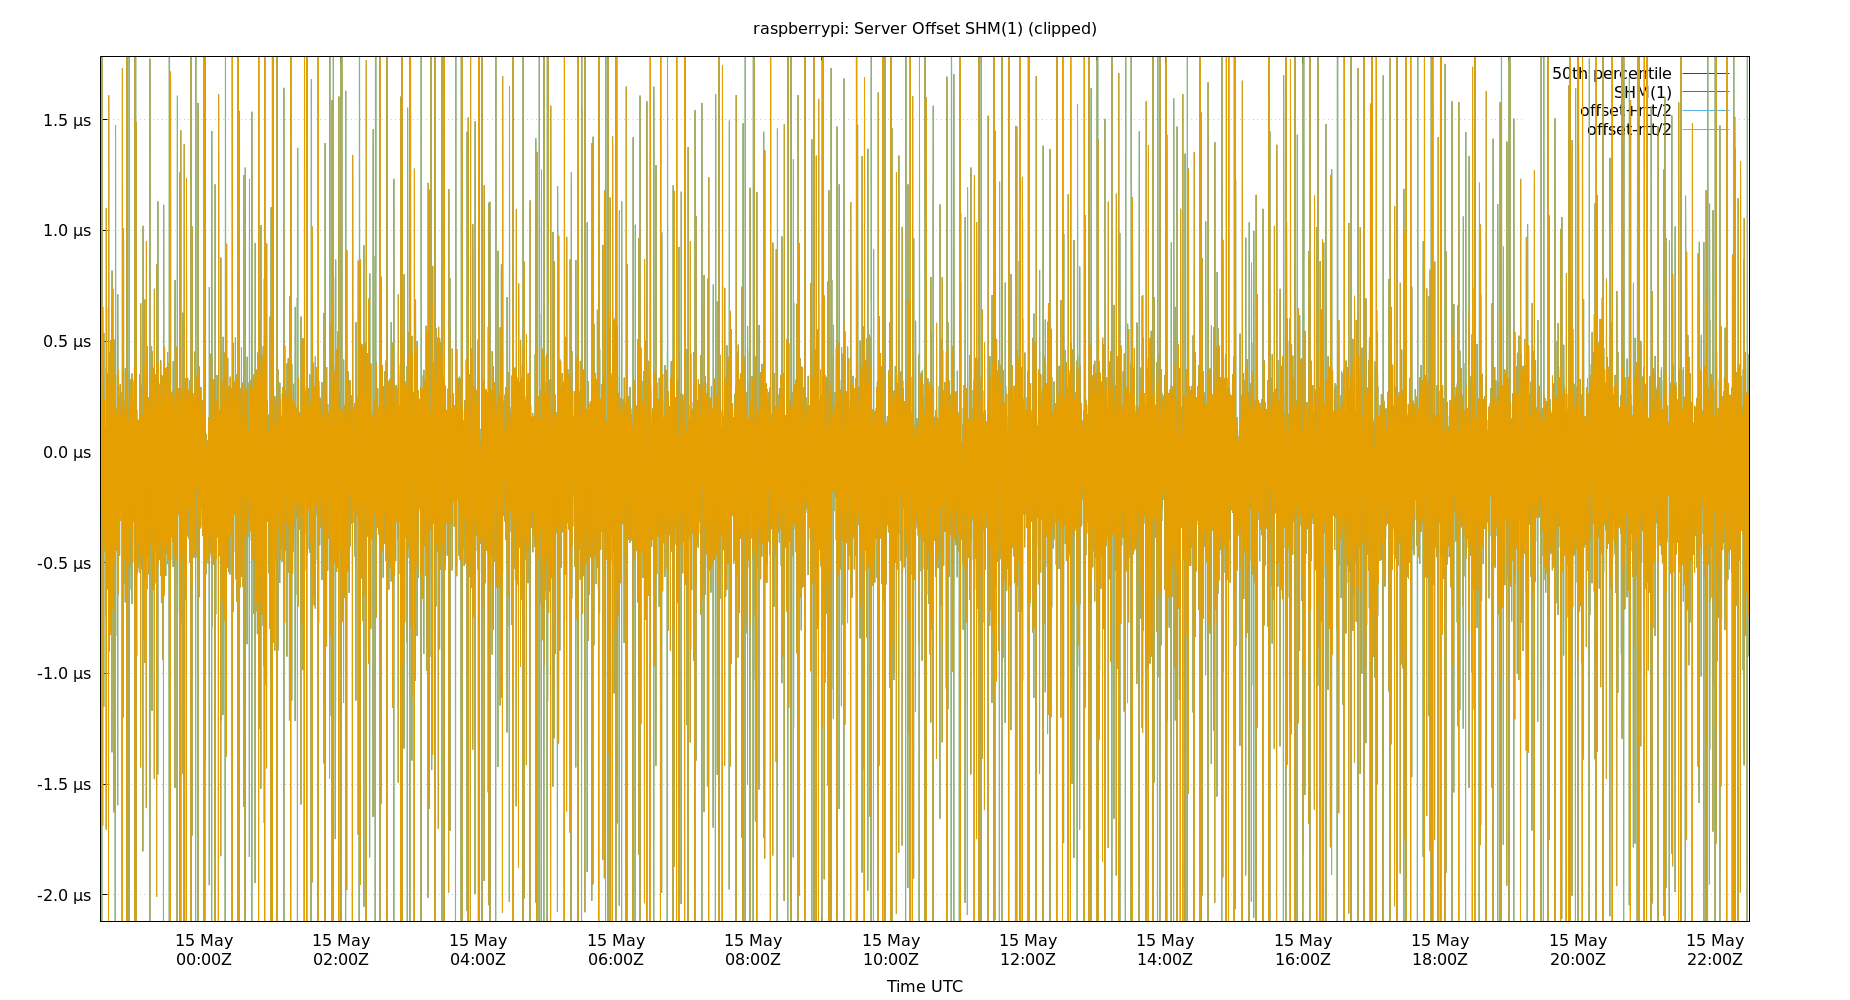 raspberrypi: Server Offset SHM(1) (clipped)
50th percentile
SHM(1)
offset+rtt/2
offset-rtt/2
1.5 µs
1.0 µs
0.5 µs
0.0 µs
-0.5 µs
-1.0 µs
-1.5 µs
-2.0 µs
15 May 15 May 15 May 15 May 15 May 15 May 15 May 15 May 15 May 15 May 15 May 15 May
00:00Z 02:00Z 04:00Z 06:00Z 08:00Z 10:00Z 12:00Z 14:00Z 16:00Z 18:00Z 20:00Z 22:00Z
Time UTC